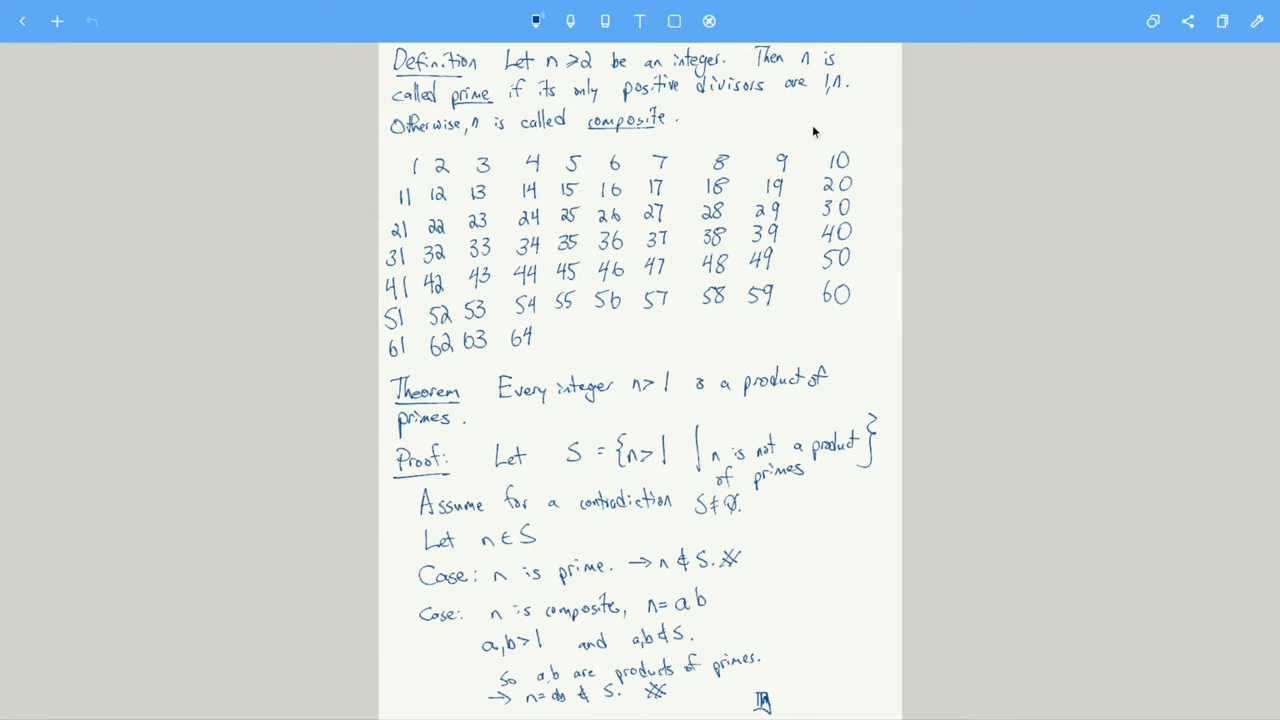 Definition Let n ≥ 2 be an integer. Then n is
called prime if its only positive divisors are 1, n.
Otherwise, n is called composite.
1 2 3 4 5 6 7 8 9 10
11 12 13 14 15 16 17 18 19 20
21 22 23 24 25 26 27 28 29 30
31 32 33 34 35 36 37 38 39 40
41 42 43 44 45 46 47 48 49 50
51 52 53 54 55 56 57 58 59 60
61 62 63 64
Theorem Every integer n>1 is a product of
primes.
Proof: Let S = {n>1 | n is not a product
of primes }
Assume for a contradiction S≠∅.
Let n ∈ S
Case: n is prime. → n ∉ S. ※
Case: n is composite, n = ab
a,b>1 and a,b ∉ S.
So a,b are products of primes.
→ n=ab ∉ S. ※